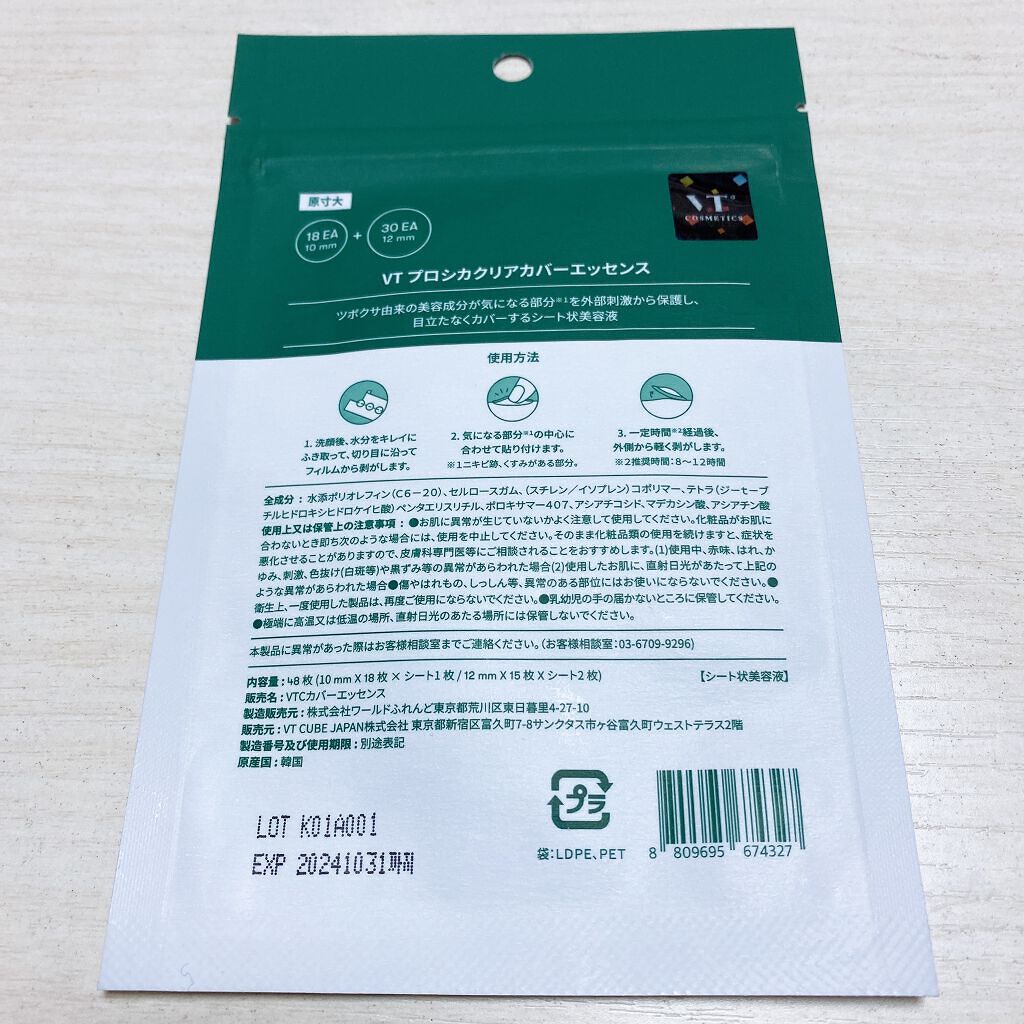 原寸大
18 EA
10 mm
+
30 EA
12 mm
VT
COSMETICS
VT プロシカクリアカバーエッセンス
ツボクサ由来の美容成分が気になる部分※1を外部刺激から保護し、
目立たなくカバーするシート状美容液
使用方法
1. 洗顔後、水分をキレイに
ふき取って、切り目に沿って
フィルムから剥がします。
2. 気になる部分※1の中心に
合わせて貼り付けます。
※1ニキビ跡、くすみがある部分。
3. 一定時間※2経過後、
外側から軽く剥がします。
※2推奨時間：8～12時間
全成分：水添ポリオレフィン（C6－20）、セルロースガム、（スチレン／イソプレン）コポリマー、テトラ（ジーtーブ
チルヒドロキシヒドロケイヒ酸）ペンタエリスリチル、ポロキサマー407、アシアチコシド、マデカシン酸、アシアチン酸
使用上又は保管上の注意事項：●お肌に異常が生じていないかよく注意して使用してください。化粧品がお肌に
合わないとき即ち次のような場合には、使用を中止してください。そのまま化粧品類の使用を続けますと、症状を
悪化させることがありますので、皮膚科専門医等にご相談されることをおすすめします。(1)使用中、赤味、はれ、か
ゆみ、刺激、色抜け(白斑等)や黒ずみ等の異常があらわれた場合(2)使用したお肌に、直射日光があたって上記の
ような異常があらわれた場合●傷やはれもの、しっしん等、異常のある部位にはお使いにならないでください。●
衛生上、一度使用した製品は、再度ご使用にならないでください。●乳幼児の手の届かないところに保管してください。
●極端に高温又は低温の場所、直射日光のあたる場所には保管しないでください。
本製品に異常があった際はお客様相談室までご連絡ください。（お客様相談室：03-6709-9296)
内容量：48枚 (10 mm X 18 枚 × シート1 枚 / 12 mm X 15 枚 X シート2 枚)
【シート状美容液】
販売名：VTCカバーエッセンス
製造販売元：株式会社ワールドふれんど東京都荒川区東日暮里4-27-10
販売元：VT CUBE JAPAN株式会社 東京都新宿区富久町7-8サンクタス市ヶ谷富久町ウェストテラス2階
製造番号及び使用期限：別途表記
原産国：韓国
LOT K01A001
EXP 20241031까지
プラ
袋：LDPE、PET
8 809695 674327